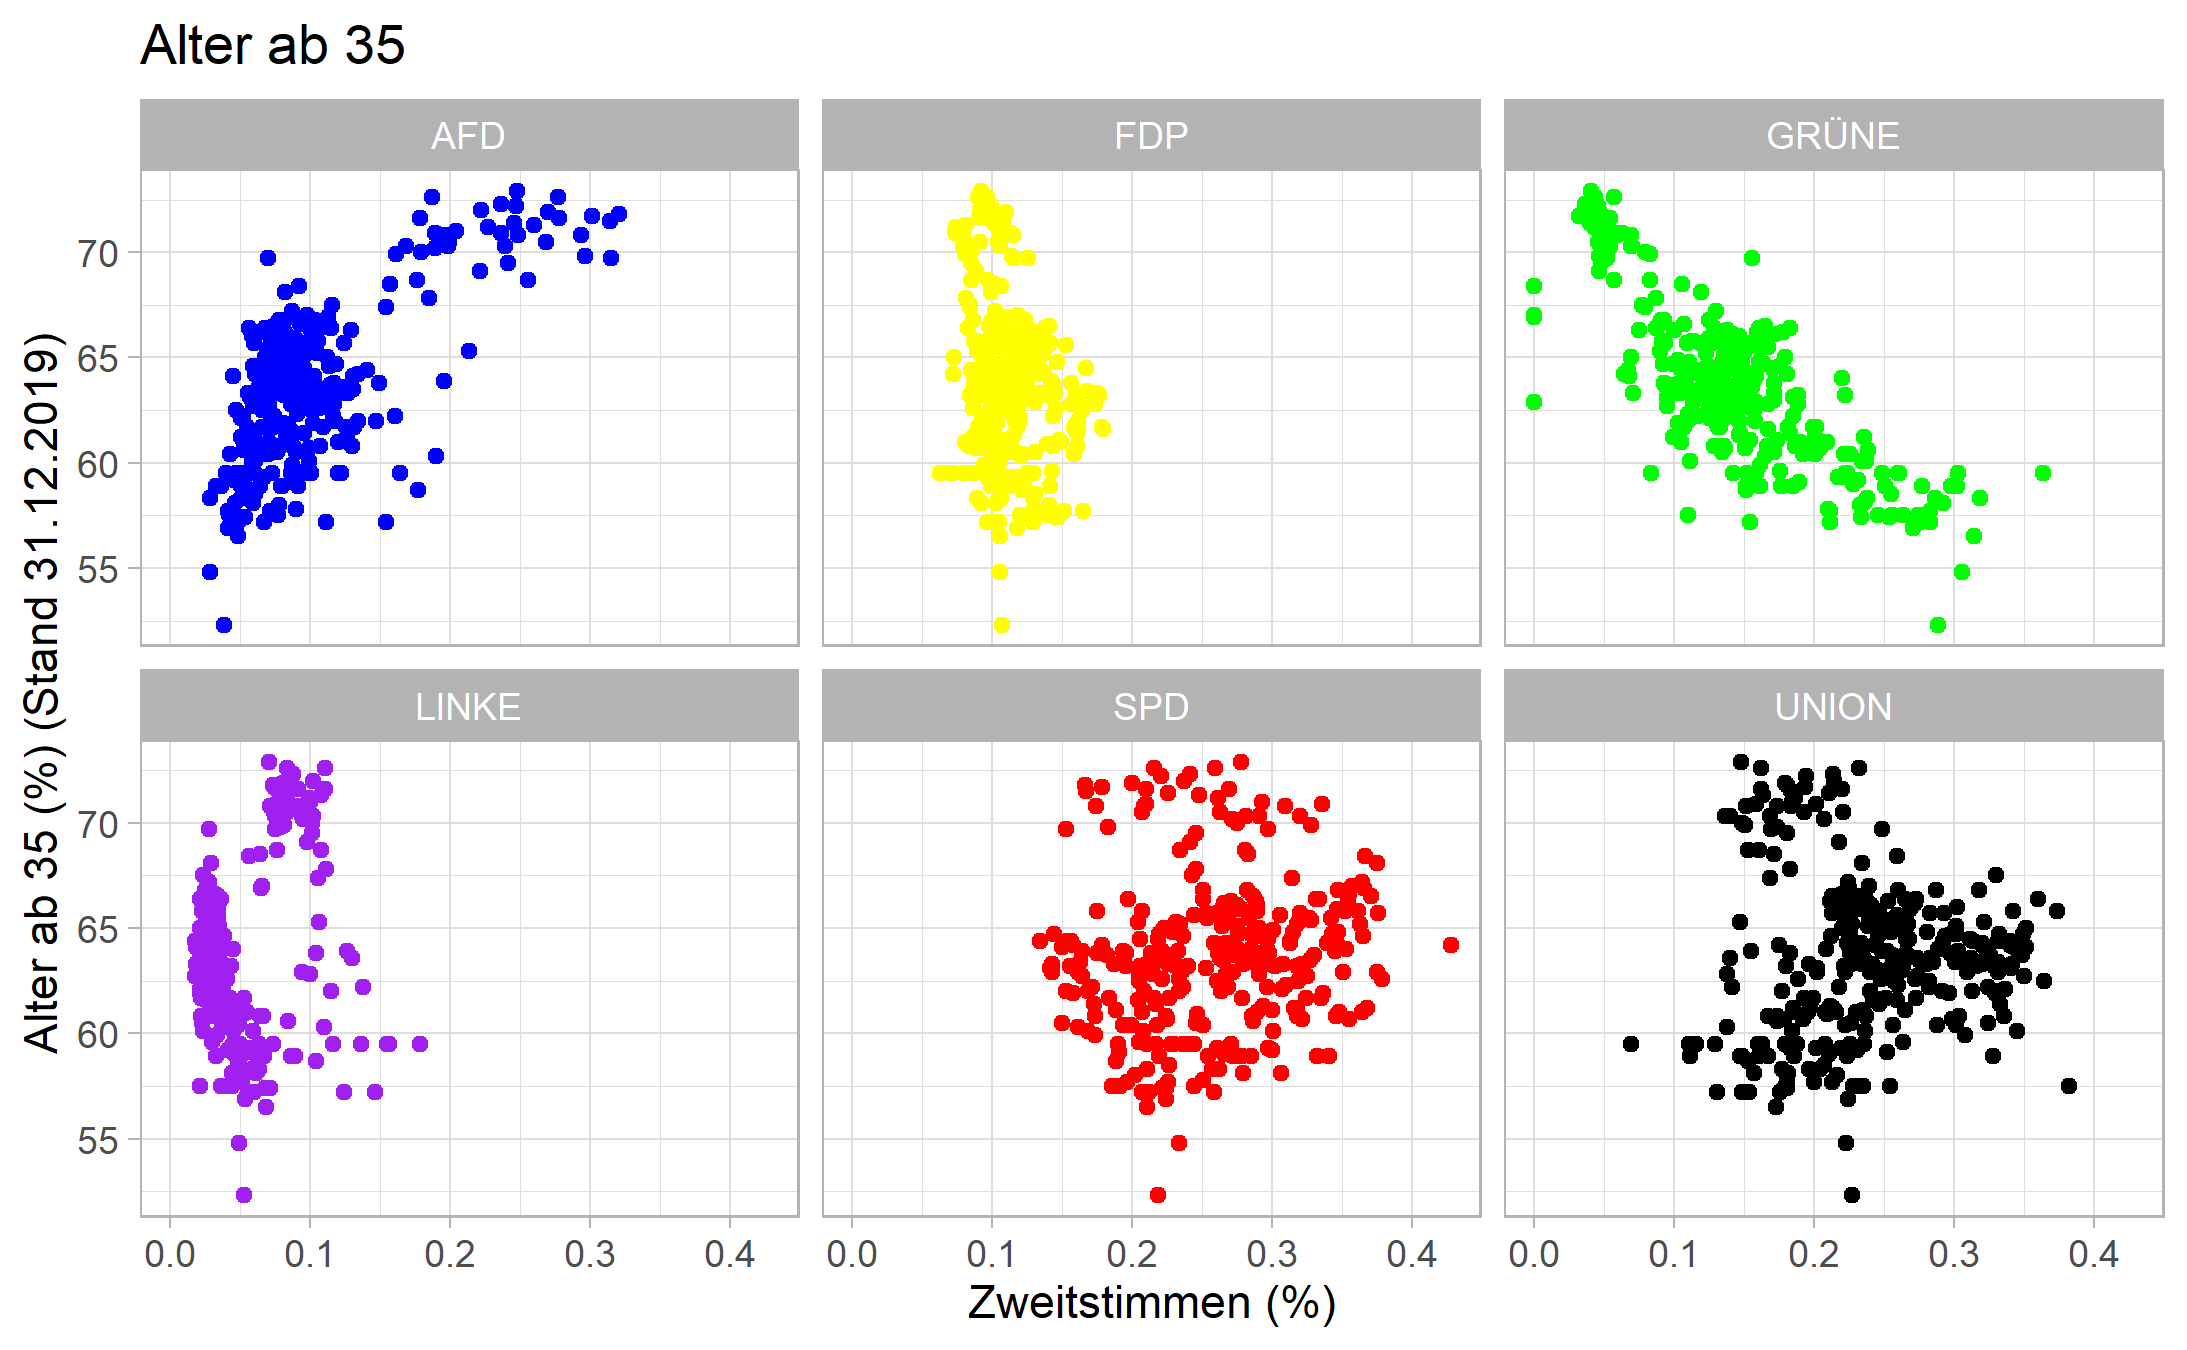 Alter ab 35
AFD
FDP
GRÜNE
70
65
60
55
LINKE
SPD
UNION
70
65
60
55
Alter ab 35 (%) (Stand 31.12.2019)
0.0 0.1 0.2 0.3 0.4
0.0 0.1 0.2 0.3 0.4
0.0 0.1 0.2 0.3 0.4
Zweitstimmen (%)